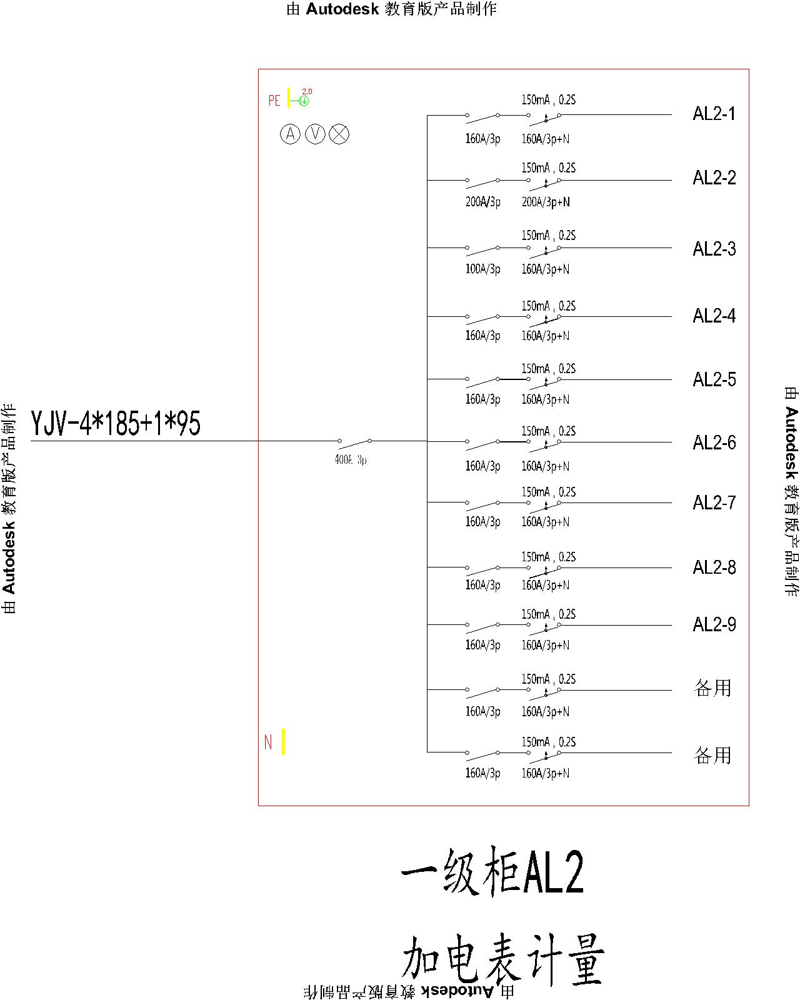 由 Autodesk 教育版产品制作
PE
2.0
A V
150mA , 0.2S
160A/3p 160A/3p+N
AL2-1
150mA , 0.2S
200A/3p 200A/3p+N
AL2-2
150mA , 0.2S
100A/3p 160A/3p+N
AL2-3
150mA , 0.2S
160A/3p 160A/3p+N
AL2-4
150mA , 0.2S
160A/3p 160A/3p+N
AL2-5
由 Autodesk 教育版产品制作
YJV-4*185+1*95
400A 3p
150mA , 0.2S
160A/3p 160A/3p+N
AL2-6
由 Autodesk 教育版产品制作
150mA , 0.2S
160A/3p 160A/3p+N
AL2-7
150mA , 0.2S
160A/3p 160A/3p+N
AL2-8
150mA , 0.2S
160A/3p 160A/3p+N
AL2-9
150mA , 0.2S
160A/3p 160A/3p+N
备用
N
150mA , 0.2S
160A/3p 160A/3p+N
备用
一级柜AL2
加电表计量
由 Autodesk 教育版产品制作